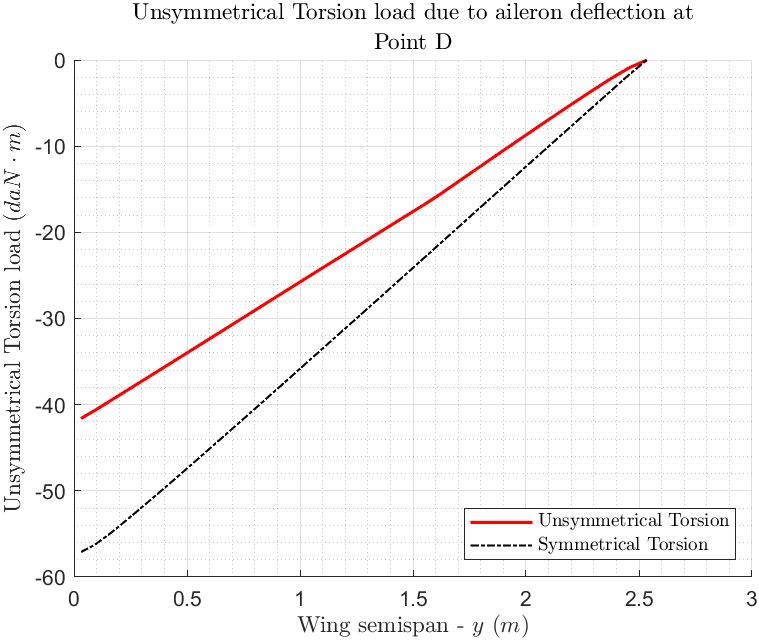 Unsymmetrical Torsion load due to aileron deflection at
Point D
Unsymmetrical Torsion load (daN · m)
0
-10
-20
-30
-40
-50
-60
0 0.5 1 1.5 2 2.5 3
Wing semispan - y (m)
Unsymmetrical Torsion
Symmetrical Torsion